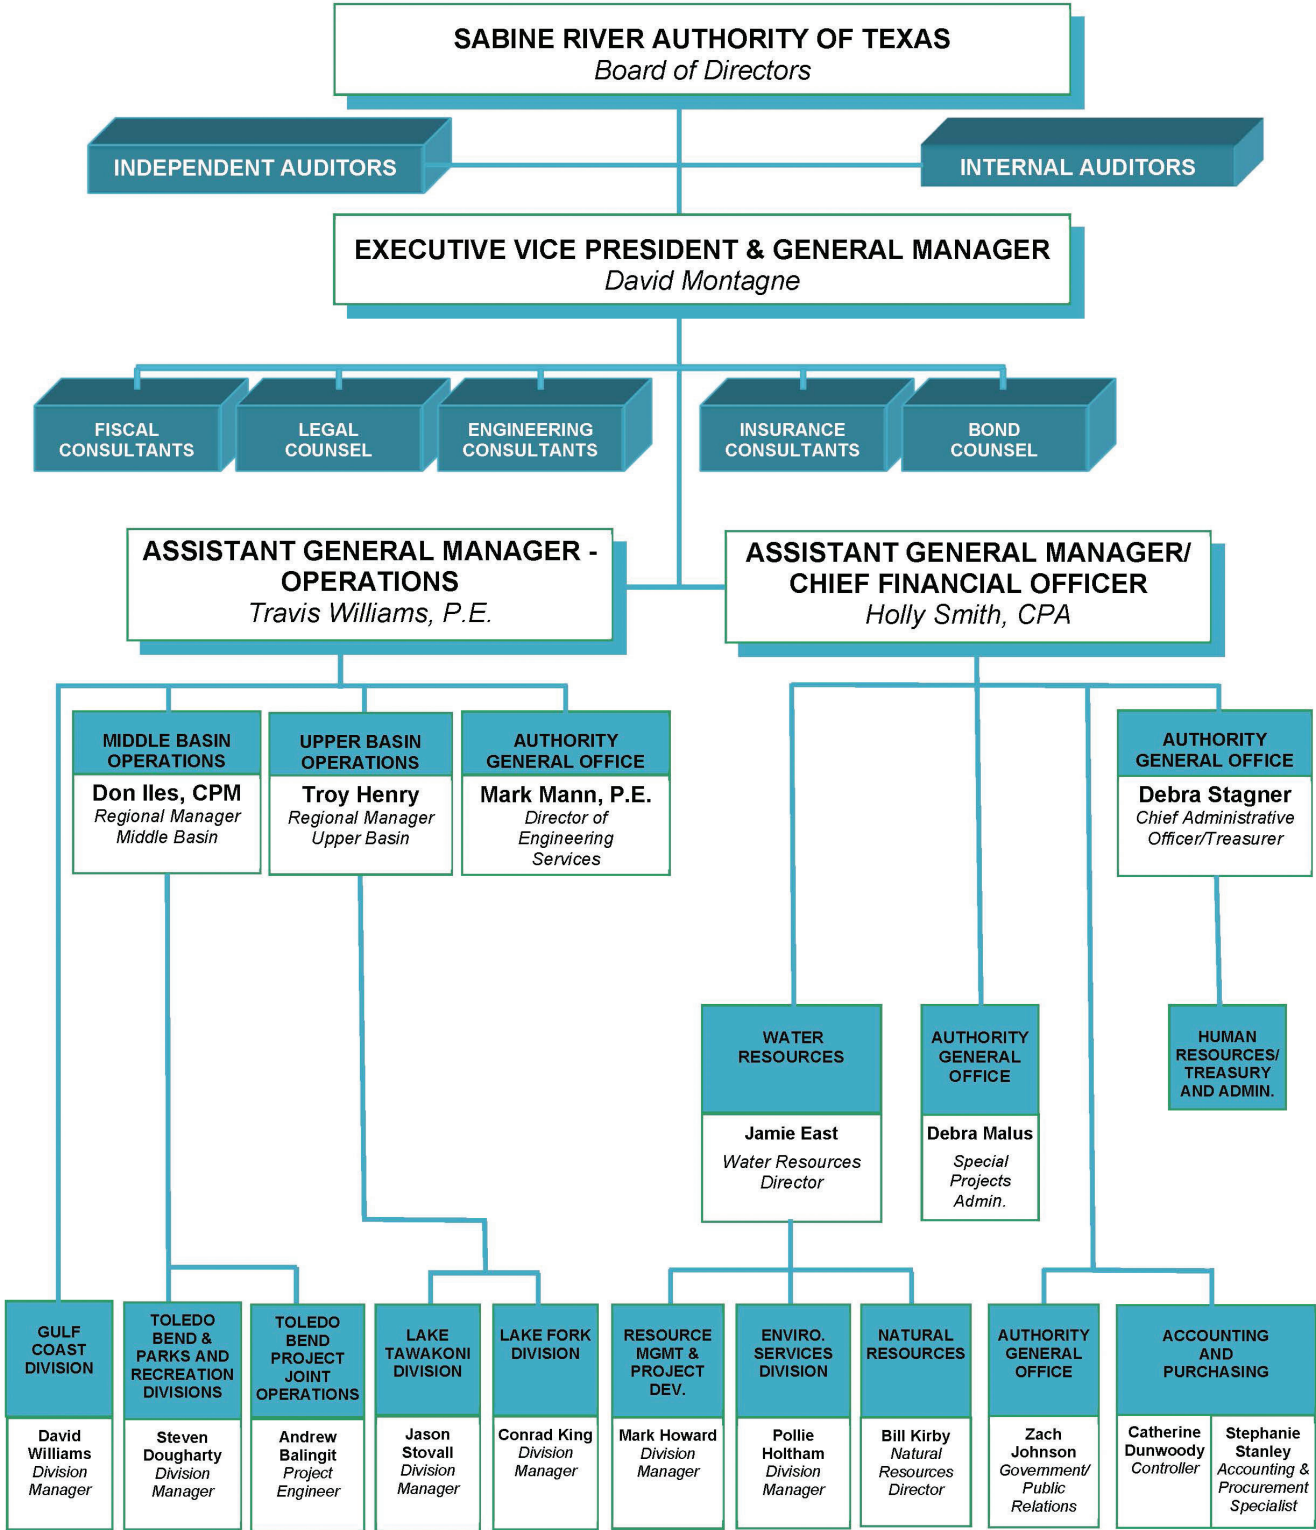 SABINE RIVER AUTHORITY OF TEXAS
Board of Directors
INDEPENDENT AUDITORS
INTERNAL AUDITORS
EXECUTIVE VICE PRESIDENT & GENERAL MANAGER
David Montagne
FISCAL
CONSULTANTS
LEGAL
COUNSEL
ENGINEERING
CONSULTANTS
INSURANCE
CONSULTANTS
BOND
COUNSEL
ASSISTANT GENERAL MANAGER -
OPERATIONS
Travis Williams, P.E.
ASSISTANT GENERAL MANAGER/
CHIEF FINANCIAL OFFICER
Holly Smith, CPA
MIDDLE BASIN
OPERATIONS
Don Iles, CPM
Regional Manager
Middle Basin
UPPER BASIN
OPERATIONS
Troy Henry
Regional Manager
Upper Basin
AUTHORITY
GENERAL OFFICE
Mark Mann, P.E.
Director of
Engineering
Services
AUTHORITY
GENERAL OFFICE
Debra Stagner
Chief Administrative
Officer/Treasurer
WATER
RESOURCES
Jamie East
Water Resources
Director
AUTHORITY
GENERAL
OFFICE
Debra Malus
Special
Projects
Admin.
HUMAN
RESOURCES/
TREASURY
AND ADMIN.
GULF
COAST
DIVISION
David
Williams
Division
Manager
TOLEDO
BEND &
PARKS AND
RECREATION
DIVISIONS
Steven
Dougharty
Division
Manager
TOLEDO
BEND
PROJECT
JOINT
OPERATIONS
Andrew
Balingit
Project
Engineer
LAKE
TAWAKONI
DIVISION
Jason
Stovall
Division
Manager
LAKE FORK
DIVISION
Conrad King
Division
Manager
RESOURCE
MGMT &
PROJECT
DEV.
Mark Howard
Division
Manager
ENVIRO.
SERVICES
DIVISION
Pollie
Holtham
Division
Manager
NATURAL
RESOURCES
Bill Kirby
Natural
Resources
Director
AUTHORITY
GENERAL
OFFICE
Zach
Johnson
Government/
Public
Relations
ACCOUNTING
AND
PURCHASING
Catherine
Dunwoody
Controller
Stephanie
Stanley
Accounting &
Procurement
Specialist